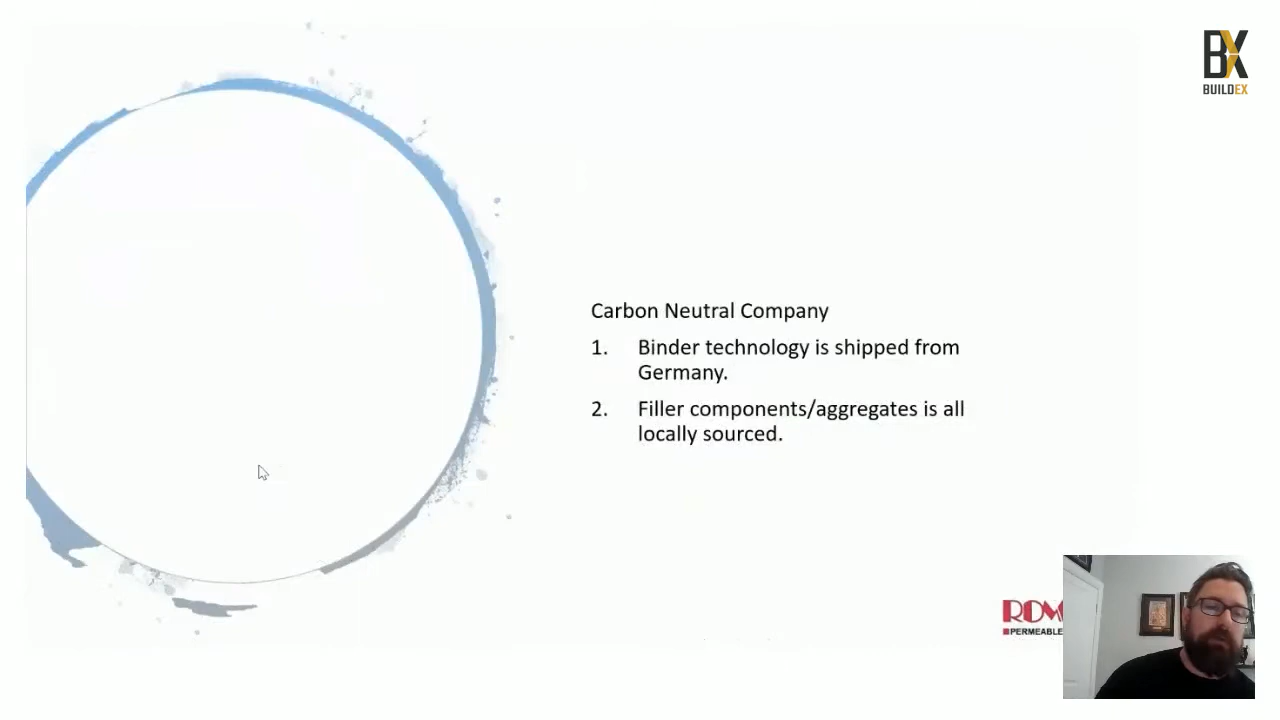 BX
BUILDEX
Carbon Neutral Company
1. Binder technology is shipped from
Germany.
2. Filler components/aggregates is all
locally sourced.
PERMEABLE